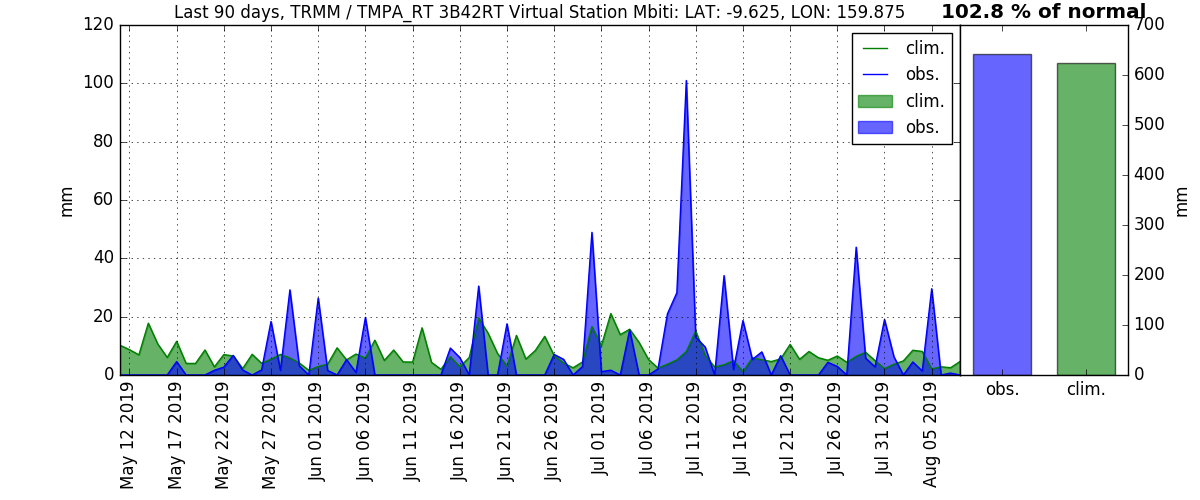 Last 90 days, TRMM / TMPA_RT 3B42RT Virtual Station Mbiti: LAT: -9.625, LON: 159.875
102.8 % of normal
120
100
80
60
40
20
0
mm
clim.
obs.
clim.
obs.
700
600
500
400
300
200
100
0
mm
May 12 2019
May 17 2019
May 22 2019
May 27 2019
Jun 01 2019
Jun 06 2019
Jun 11 2019
Jun 16 2019
Jun 21 2019
Jun 26 2019
Jul 01 2019
Jul 06 2019
Jul 11 2019
Jul 16 2019
Jul 21 2019
Jul 26 2019
Jul 31 2019
Aug 05 2019
obs.
clim.